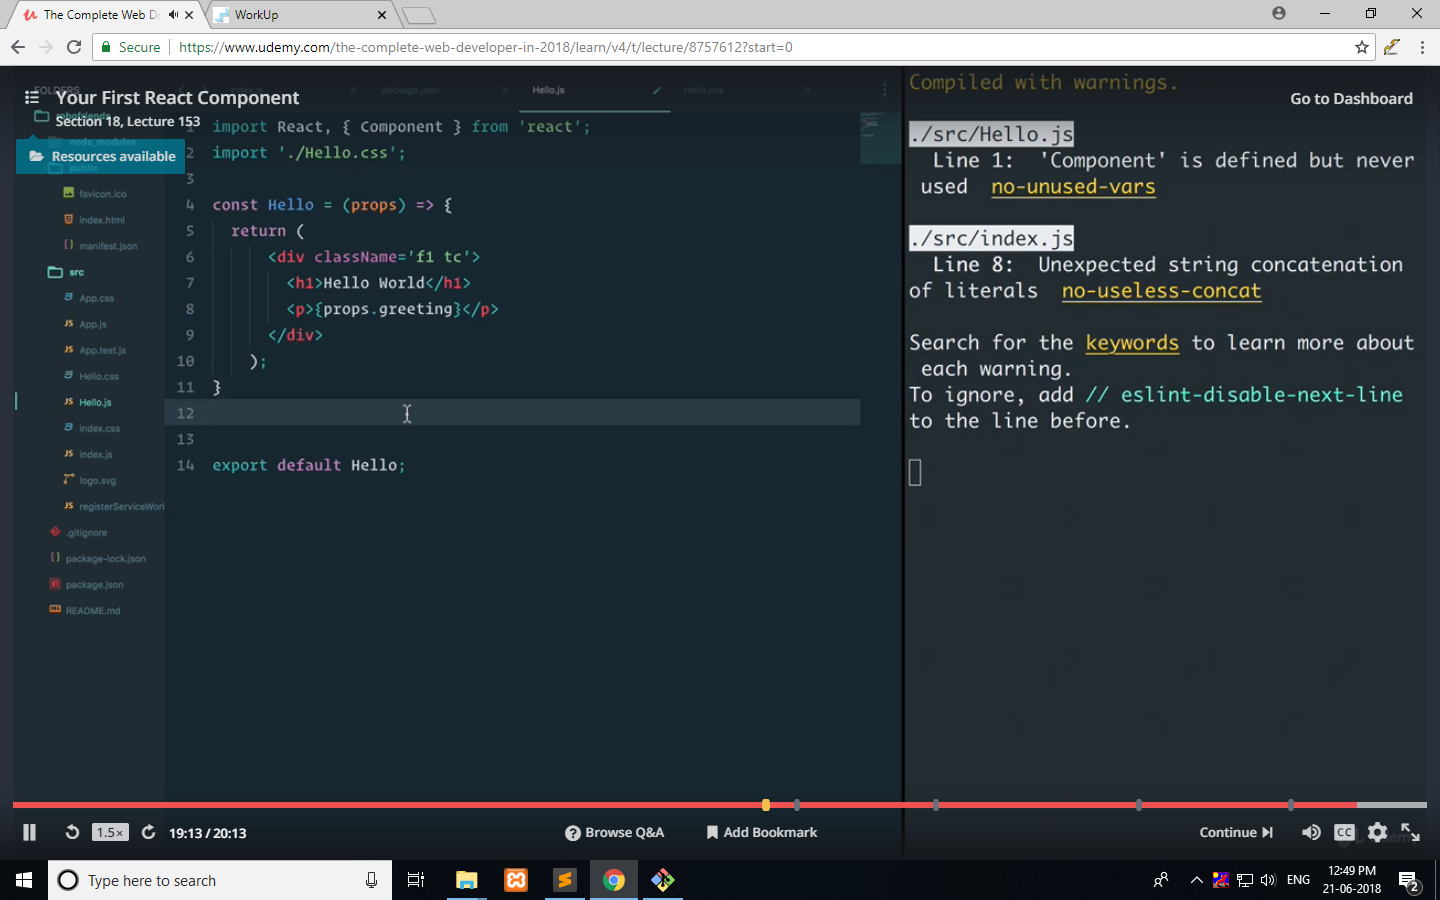 The Complete Web De
WorkUp
Secure
https://www.udemy.com/the-complete-web-developer-in-2018/learn/v4/t/lecture/8757612?start=0
FOLDERS
Your First React Component
Section 18, Lecture 153
Resources available
Go to Dashboard
package.json
Hello.js
Hello.css
node_modules
public
favicon.ico
index.html
manifest.json
src
App.css
App.js
App.test.js
Hello.css
Hello.js
index.css
index.js
logo.svg
registerServiceWorl
.gitignore
package-lock.json
package.json
README.md
1 import React, { Component } from 'react';
2 import './Hello.css';
3
4 const Hello = (props) => {
5 return (
6 <div className='f1 tc'>
7 <h1>Hello World</h1>
8 <p>{props.greeting}</p>
9 </div>
10 );
11 }
12
13
14 export default Hello;
Compiled with warnings.
./src/Hello.js
Line 1: 'Component' is defined but never
used no-unused-vars
./src/index.js
Line 8: Unexpected string concatenation
of literals no-useless-concat
Search for the keywords to learn more about
each warning.
To ignore, add // eslint-disable-next-line
to the line before.
1.5×
19:13 / 20:13
Browse Q&A
Add Bookmark
Continue
CC
Type here to search
ENG
12:49 PM
21-06-2018
2